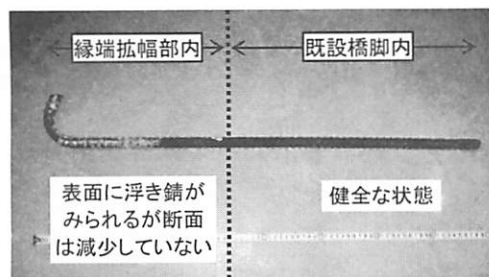 縁端拡幅部内
既設橋脚内
表面に浮き錆が
みられるが断面
は減少していない
健全な状態